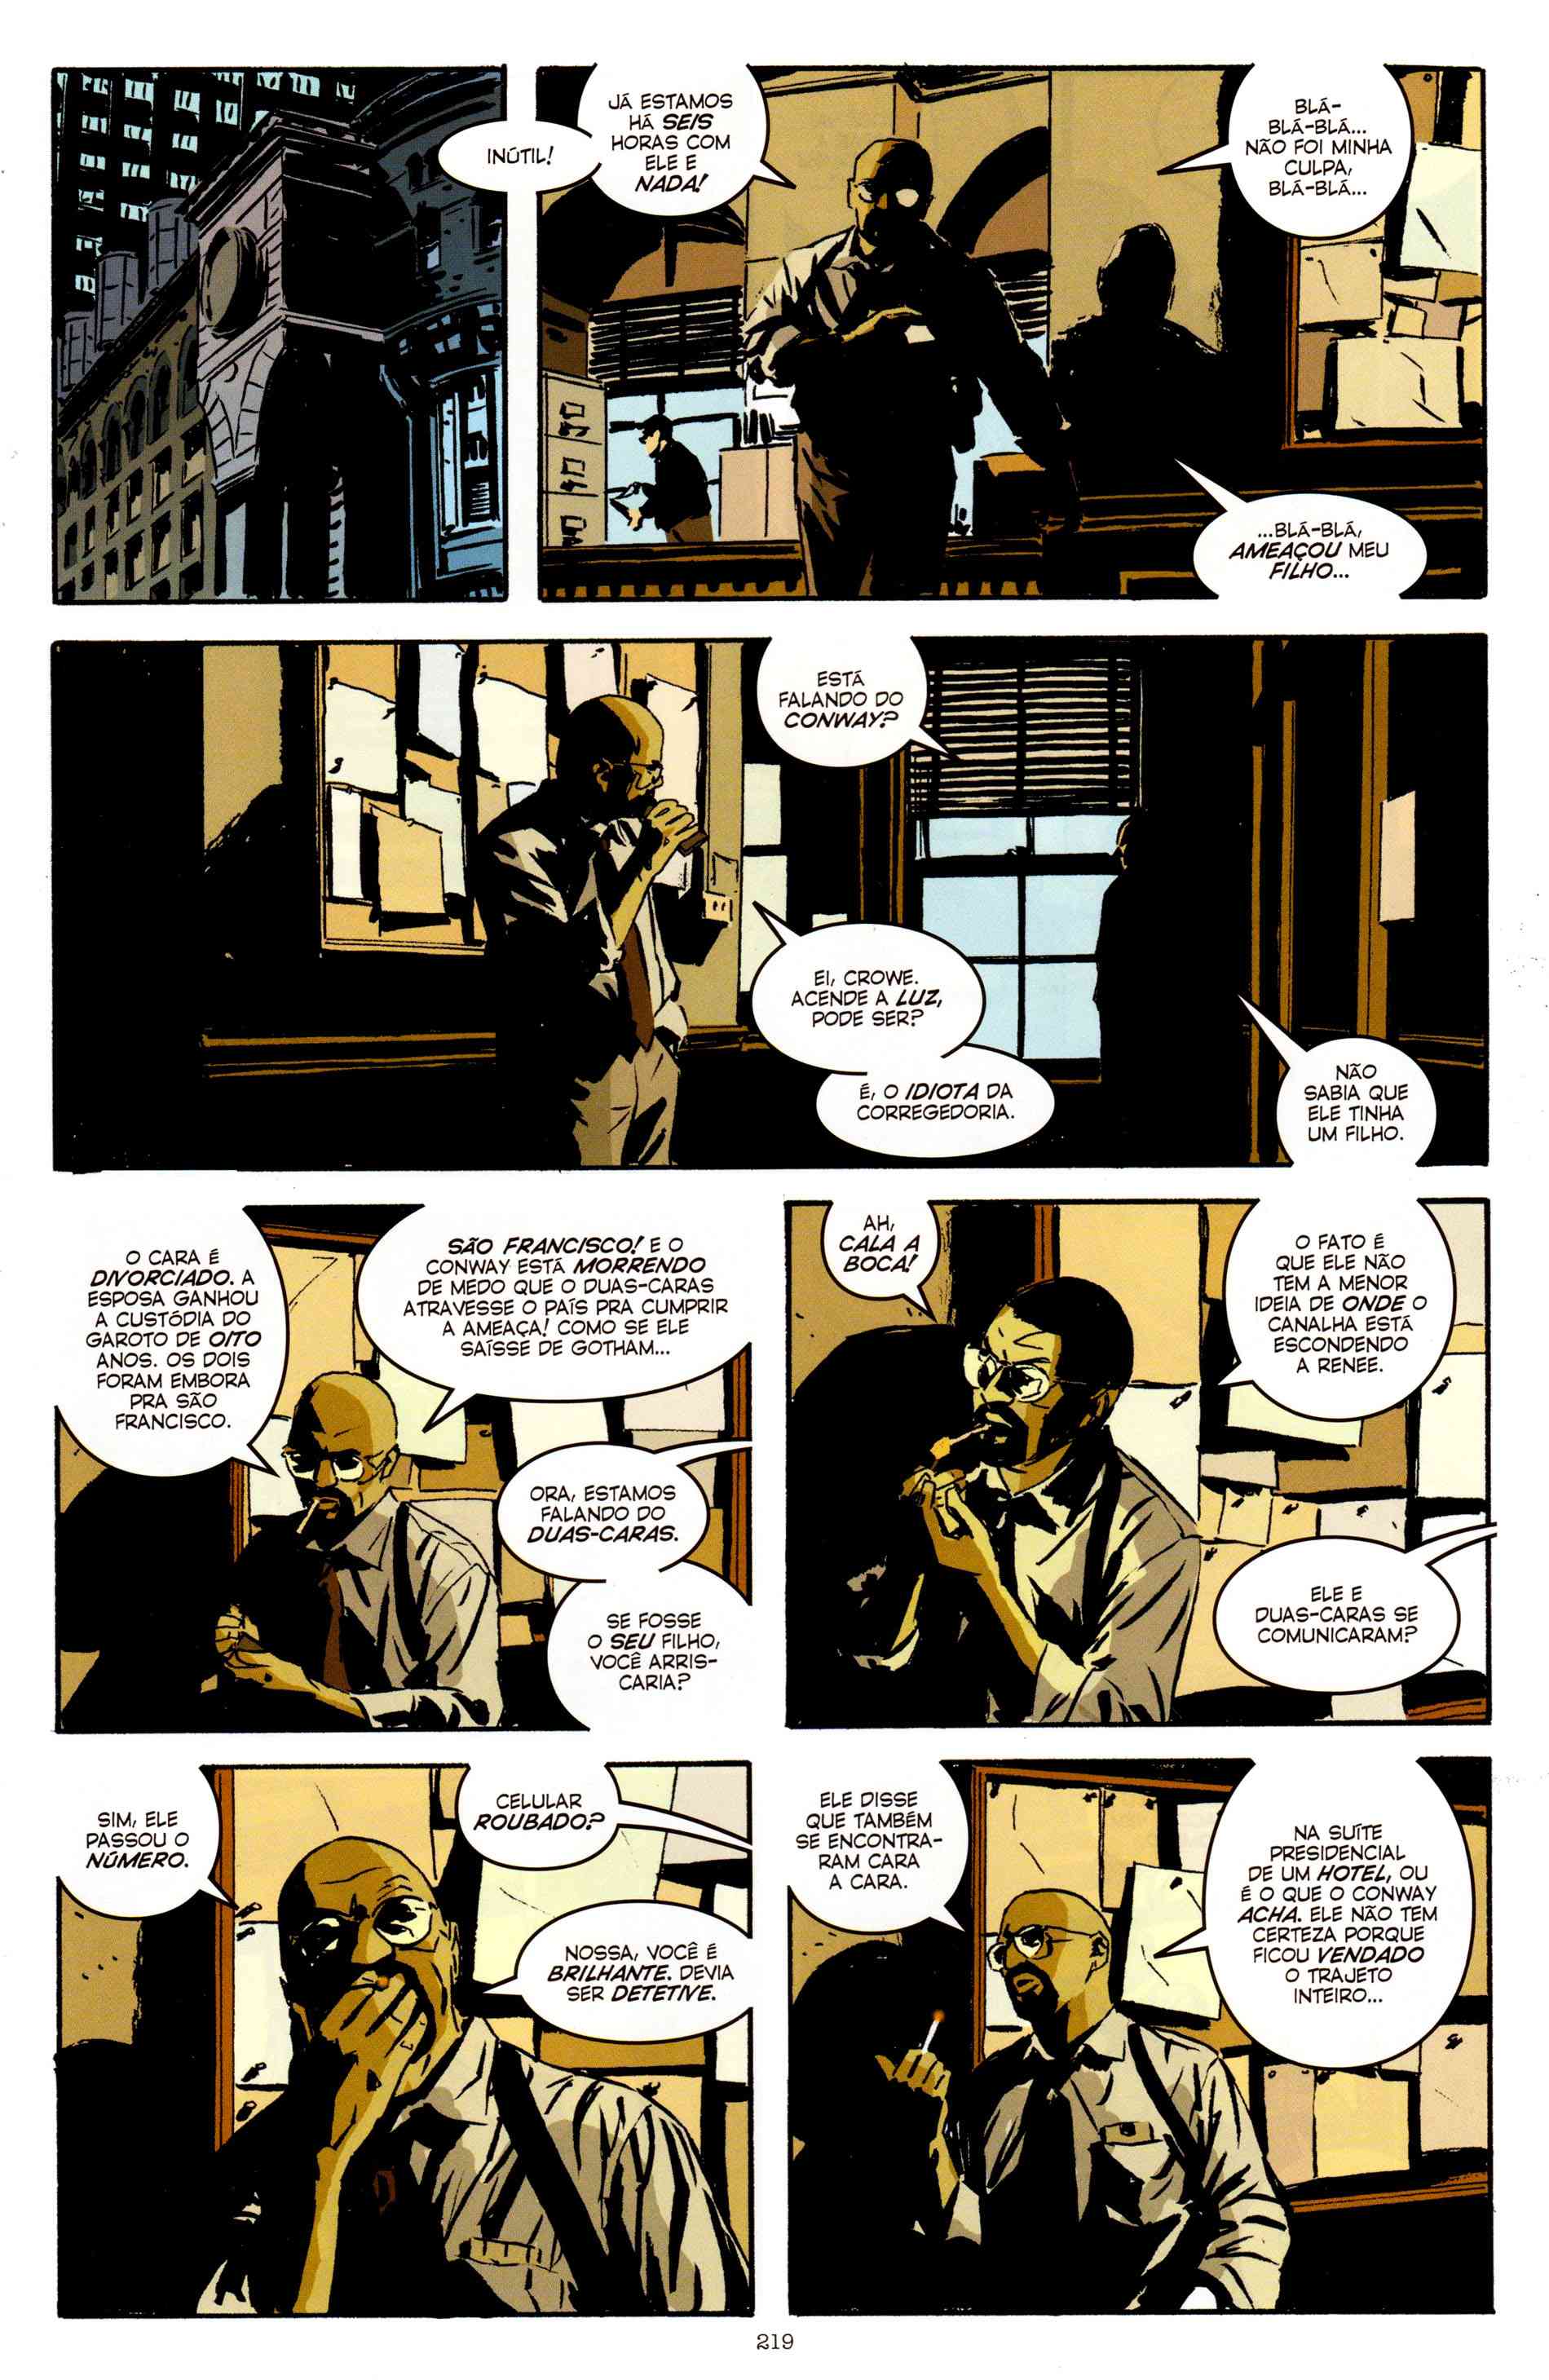 INÚTIL!
JÁ ESTAMOS
HÁ SEIS
HORAS COM
ELE E
NADA!
BLÁ-
BLÁ-BLÁ...
NÃO FOI MINHA
CULPA,
BLÁ-BLÁ...
...BLÁ-BLÁ,
AMEAÇOU MEU
FILHO...
ESTÁ
FALANDO DO
CONWAY?
EI, CROWE.
ACENDE A LUZ,
PODE SER?
É, O IDIOTA DA
CORREGEDORIA.
NÃO
SABIA QUE
ELE TINHA
UM FILHO.
O CARA É
DIVORCIADO. A
ESPOSA GANHOU
A CUSTÓDIA DO
GAROTO DE OITO
ANOS. OS DOIS
FORAM EMBORA
PRA SÃO
FRANCISCO.
SÃO FRANCISCO! E O
CONWAY ESTÁ MORRENDO
DE MEDO QUE O DUAS-CARAS
ATRAVESSE O PAÍS PRA CUMPRIR
A AMEAÇA! COMO SE ELE
SAÍSSE DE GOTHAM...
ORA, ESTAMOS
FALANDO DO
DUAS-CARAS.
SE FOSSE
O SEU FILHO,
VOCÊ ARRIS-
CARIA?
AH,
CALA A
BOCA!
O FATO É
QUE ELE NÃO
TEM A MENOR
IDEIA DE ONDE O
CANALHA ESTÁ
ESCONDENDO
A RENEE.
ELE E
DUAS-CARAS SE
COMUNICARAM?
SIM, ELE
PASSOU O
NÚMERO.
CELULAR
ROUBADO?
NOSSA, VOCÊ É
BRILHANTE. DEVIA
SER DETETIVE.
ELE DISSE
QUE TAMBÉM
SE ENCONTRA-
RAM CARA
A CARA.
NA SUÍTE
PRESIDENCIAL
DE UM HOTEL, OU
É O QUE O CONWAY
ACHA. ELE NÃO TEM
CERTEZA PORQUE
FICOU VENDADO
O TRAJETO
INTEIRO...
219